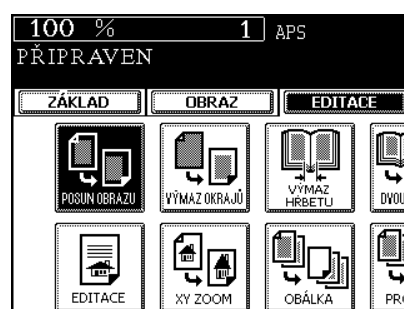 100 % 1 APS
PŘIPRAVEN
ZÁKLAD OBRAZ EDITACE
POSUN OBRAZU VÝMAZ OKRAJŮ VÝMAZ HŘBETU
EDITACE XY ZOOM OBÁLKA